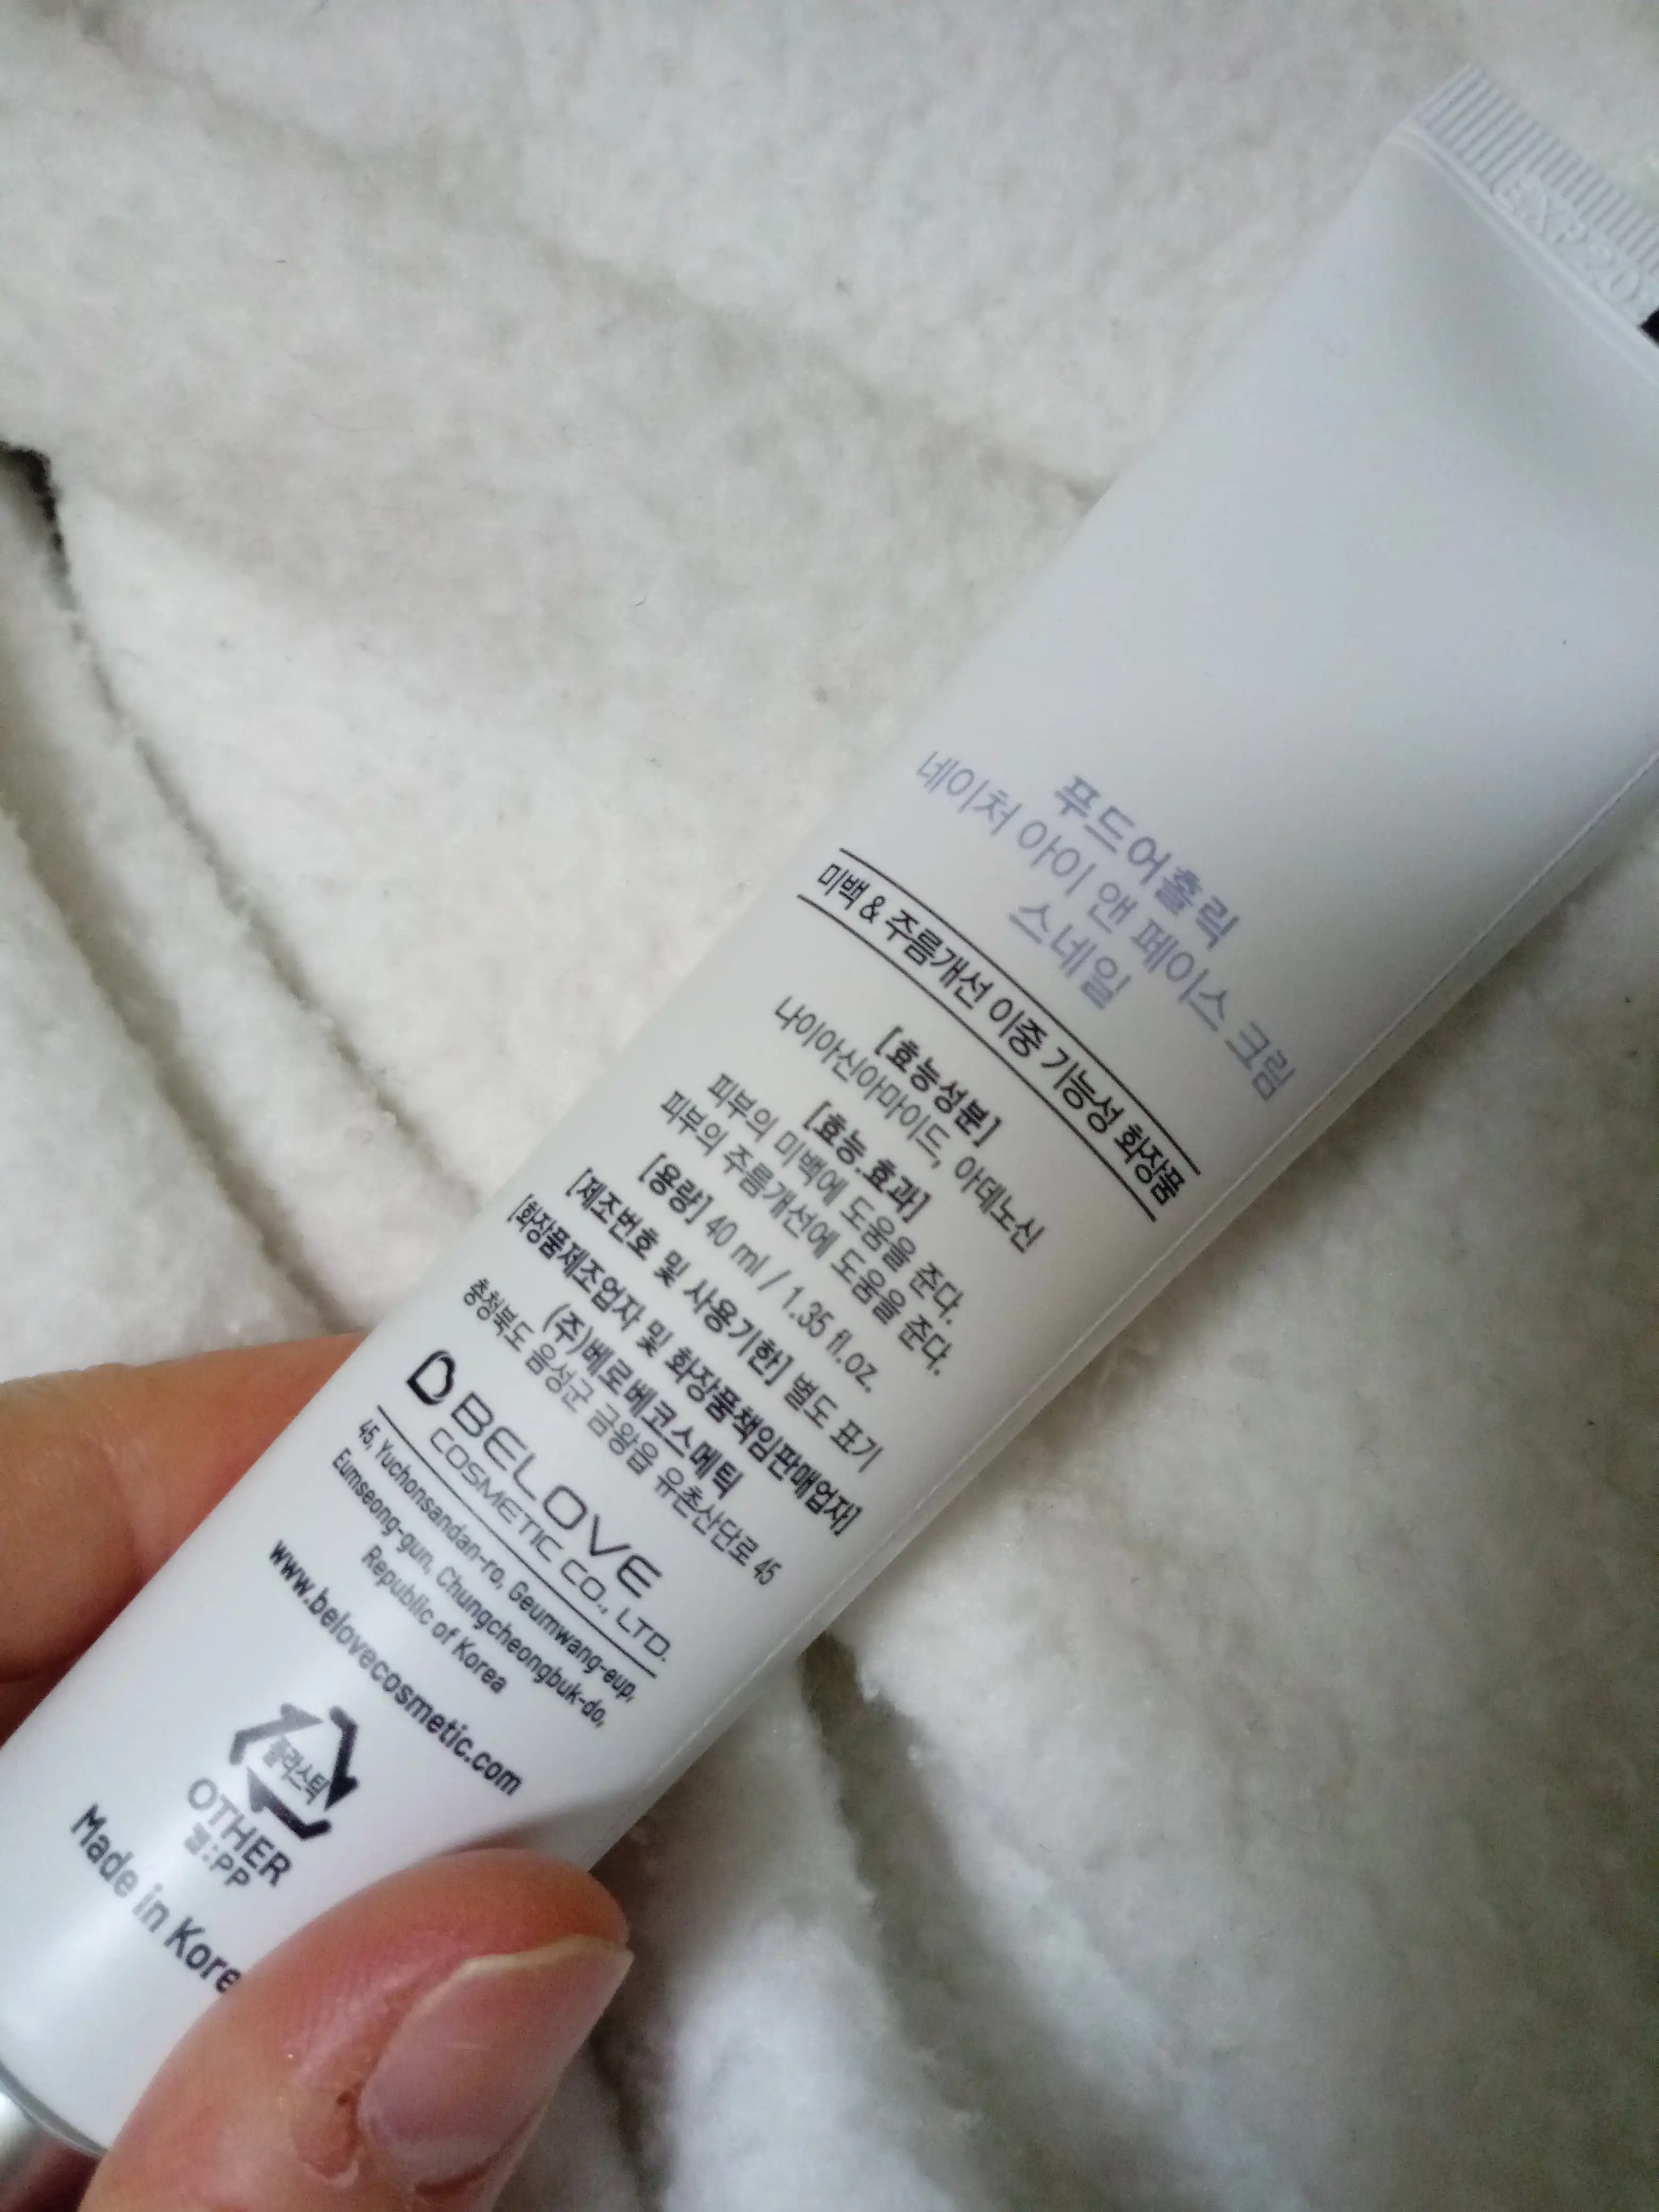 EXP 20
푸드어홀릭
네이처 아이 앤 페이스 크림
스네일
미백 & 주름개선 이중 기능성 화장품
[효능성분]
나이아신아마이드, 아데노신
[효능.효과]
피부의 미백에 도움을 준다.
피부의 주름개선에 도움을 준다.
[용량] 40 ml / 1.35 fl.oz.
[제조번호 및 사용기한] 별도 표기
[화장품제조업자 및 화장품책임판매업자]
(주)베로베코스메틱
충청북도 음성군 금왕읍 유촌산단로 45
BELOVE
COSMETIC CO., LTD.
45, Yuchonsandan-ro, Geumwang-eup,
Eumseong-gun, Chungcheongbuk-do,
Republic of Korea
www.belovecosmetic.com
플라스틱
OTHER
캡:PP
Made in Kore